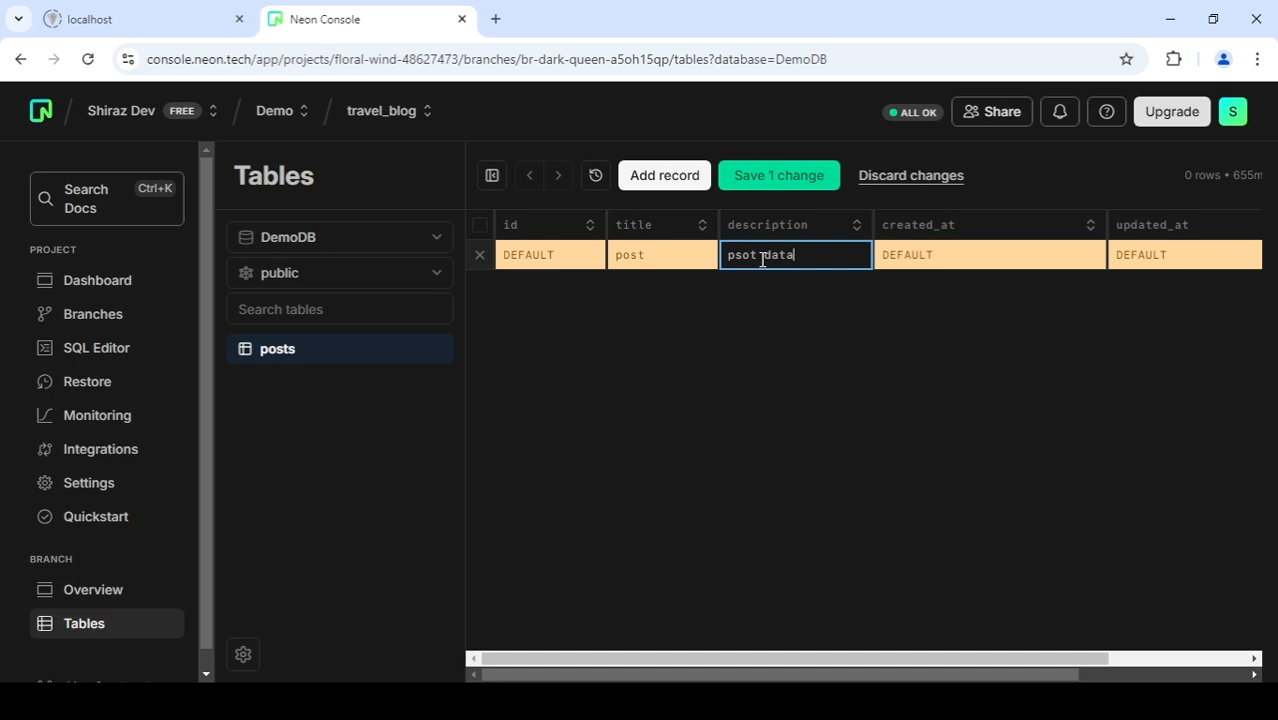 localhost
Neon Console
console.neon.tech/app/projects/floral-wind-48627473/branches/br-dark-queen-a5oh15qp/tables?database=DemoDB
Shiraz Dev FREE / Demo / travel_blog
ALL OK Share ? Upgrade S
Search Docs Ctrl+K
PROJECT
Dashboard
Branches
SQL Editor
Restore
Monitoring
Integrations
Settings
Quickstart
BRANCH
Overview
Tables
Tables
DemoDB
public
Search tables
posts
Add record Save 1 change Discard changes 0 rows • 655m
id title description created_at updated_at
DEFAULT post psot data DEFAULT DEFAULT